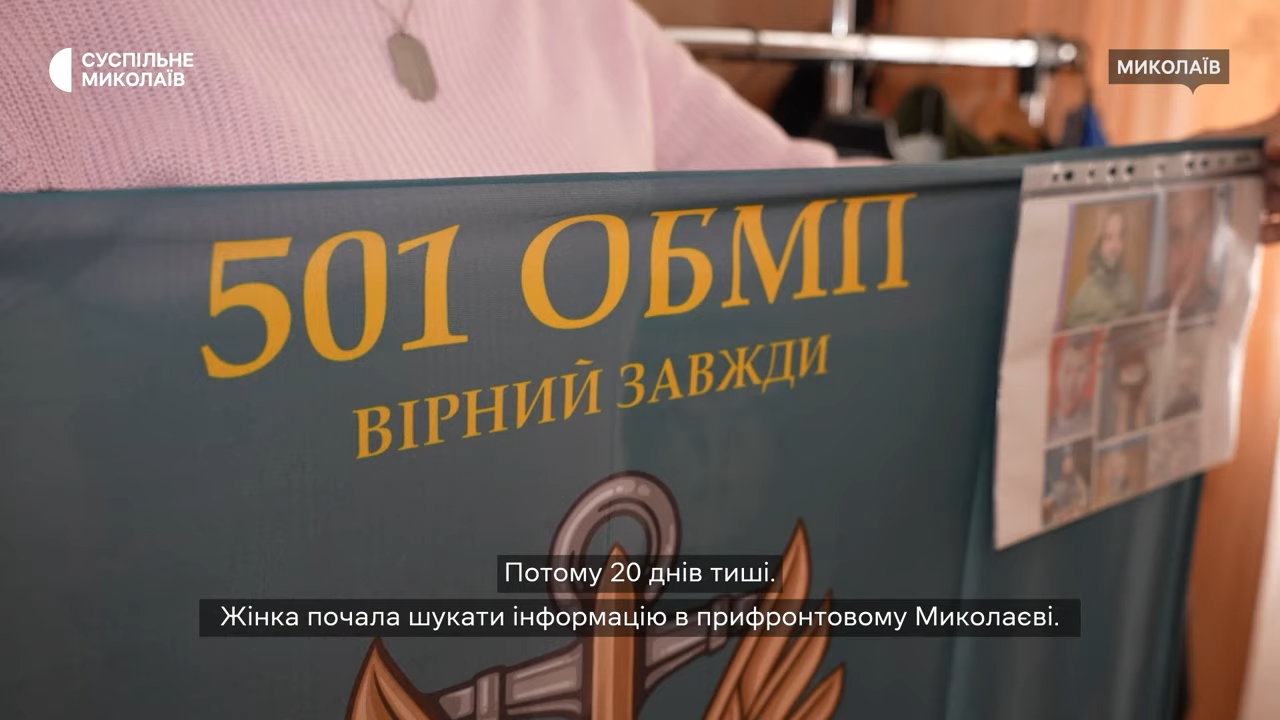 СУСПІЛЬНЕ
МИКОЛАЇВ
МИКОЛАЇВ
501 ОБМП
ВІРНИЙ ЗАВЖДИ
Потому 20 днів тиші.
Жінка почала шукати інформацію в прифронтовому Миколаєві.